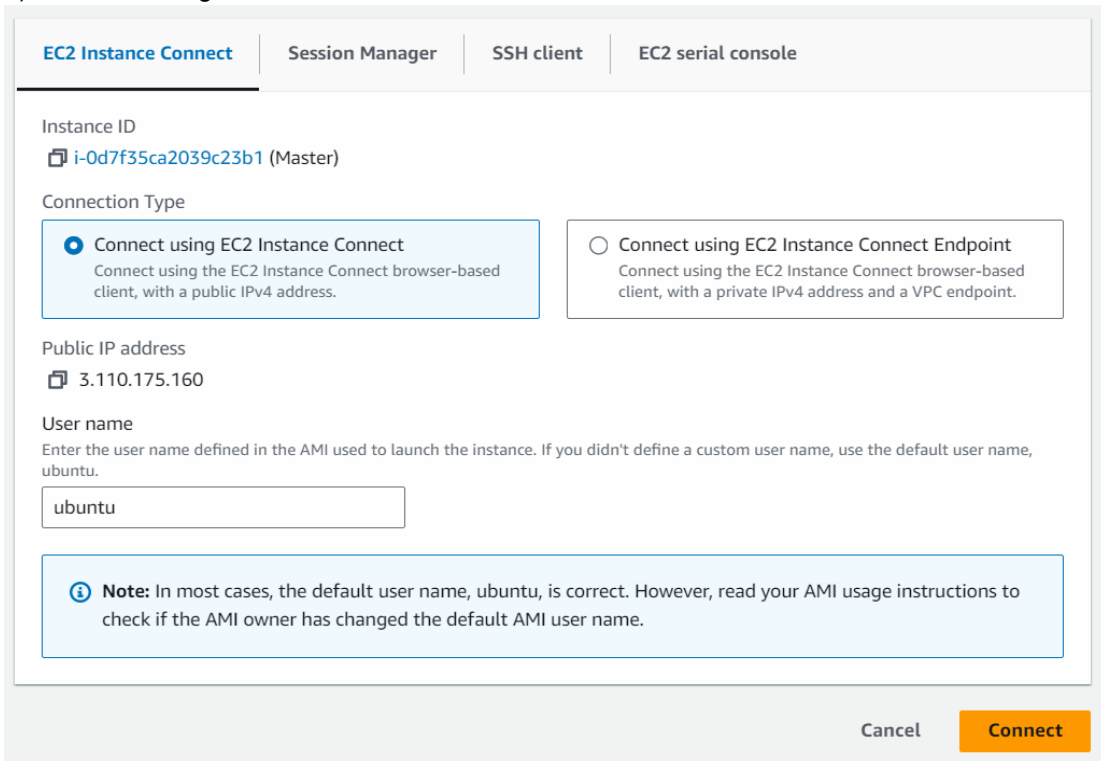 EC2 Instance Connect
Session Manager
SSH client
EC2 serial console
Instance ID
i-0d7f35ca2039c23b1 (Master)
Connection Type
Connect using EC2 Instance Connect
Connect using the EC2 Instance Connect browser-based
client, with a public IPv4 address.
Connect using EC2 Instance Connect Endpoint
Connect using the EC2 Instance Connect browser-based
client, with a private IPv4 address and a VPC endpoint.
Public IP address
3.110.175.160
User name
Enter the user name defined in the AMI used to launch the instance. If you didn't define a custom user name, use the default user name,
ubuntu.
ubuntu
Note: In most cases, the default user name, ubuntu, is correct. However, read your AMI usage instructions to
check if the AMI owner has changed the default AMI user name.
Cancel
Connect